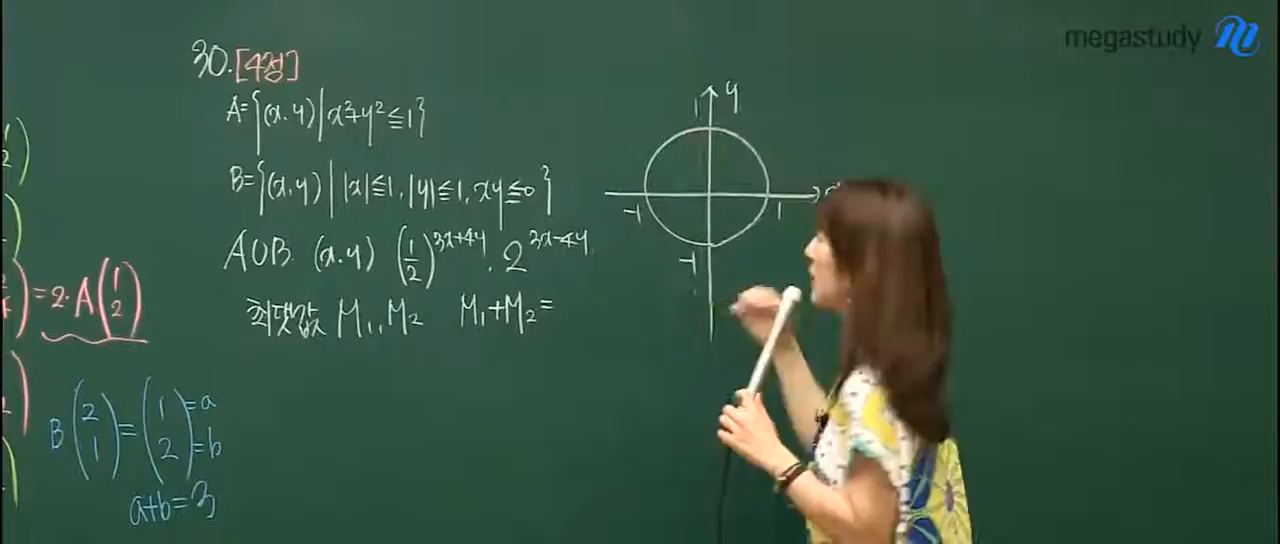 megastudy
30. [4점]
A={(x.y)|x²+y²≦1}
B={(x,y)||x|≦1,|y|≦1,xy≦0}
A∪B. (x.y) (1/2)^{3x+4y} . 2^{3x-4y}
최댓값 M₁, M₂ M₁+M₂=
y
1
-1
1
-1
=2·A(1 2)
B(2 1)=(1 2)=a =b
a+b=3